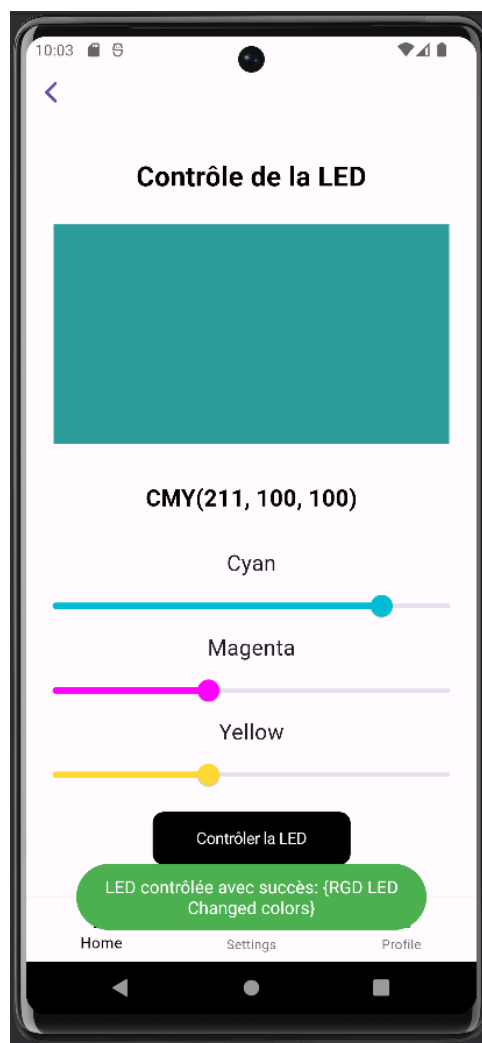 10:03
Contrôle de la LED
CMY(211, 100, 100)
Cyan
Magenta
Yellow
Contrôler la LED
LED contrôlée avec succès: {RGD LED
Changed colors}
Home
Settings
Profile